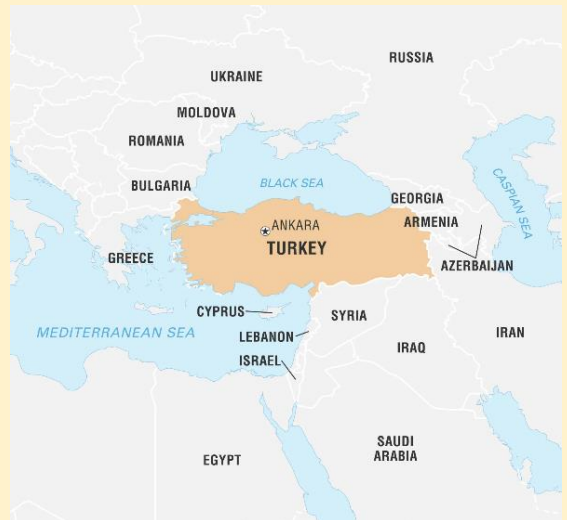 RUSSIA
UKRAINE
MOLDOVA
ROMANIA
CASPIAN SEA
BLACK SEA
BULGARIA
GEORGIA
ARMENIA
ANKARA
TURKEY
GREECE
AZERBAIJAN
CYPRUS
SYRIA
MEDITERRANEAN SEA
LEBANON
IRAN
IRAQ
ISRAEL
SAUDI
ARABIA
EGYPT